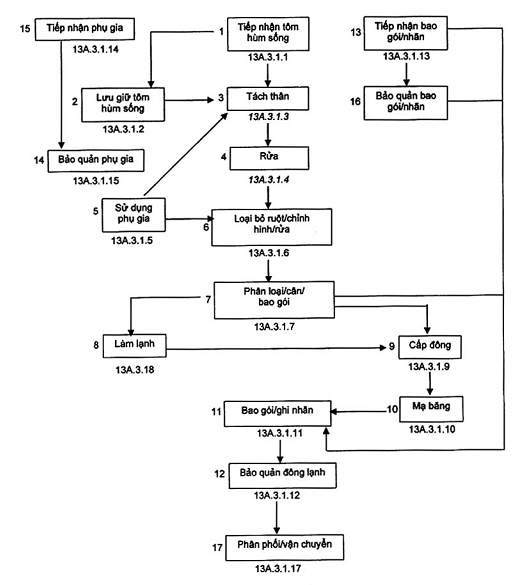 15 Tiếp nhận phụ gia
13A.3.1.14
1 Tiếp nhận tôm
hùm sống
13A.3.1.1
13 Tiếp nhận bao
gói/nhãn
13A.3.1.13
2 Lưu giữ tôm
hùm sống
13A.3.1.2
3 Tách thân
13A.3.1.3
16 Bảo quản bao
gói/nhãn
14 Bảo quản phụ gia
13A.3.1.15
4 Rửa
13A.3.1.4
5 Sử dụng
phụ gia
13A.3.1.5
6 Loại bỏ ruột/chỉnh
hình/rửa
13A.3.1.6
7 Phân loại/cân/
bao gói
13A.3.1.7
8 Làm lạnh
13A.3.18
9 Cấp đông
13A.3.1.9
10 Mạ băng
13A.3.1.10
11 Bao gói/ghi nhãn
13A.3.1.11
12 Bảo quản đông lạnh
13A.3.1.12
17 Phân phối/vận chuyển
13A.3.1.17